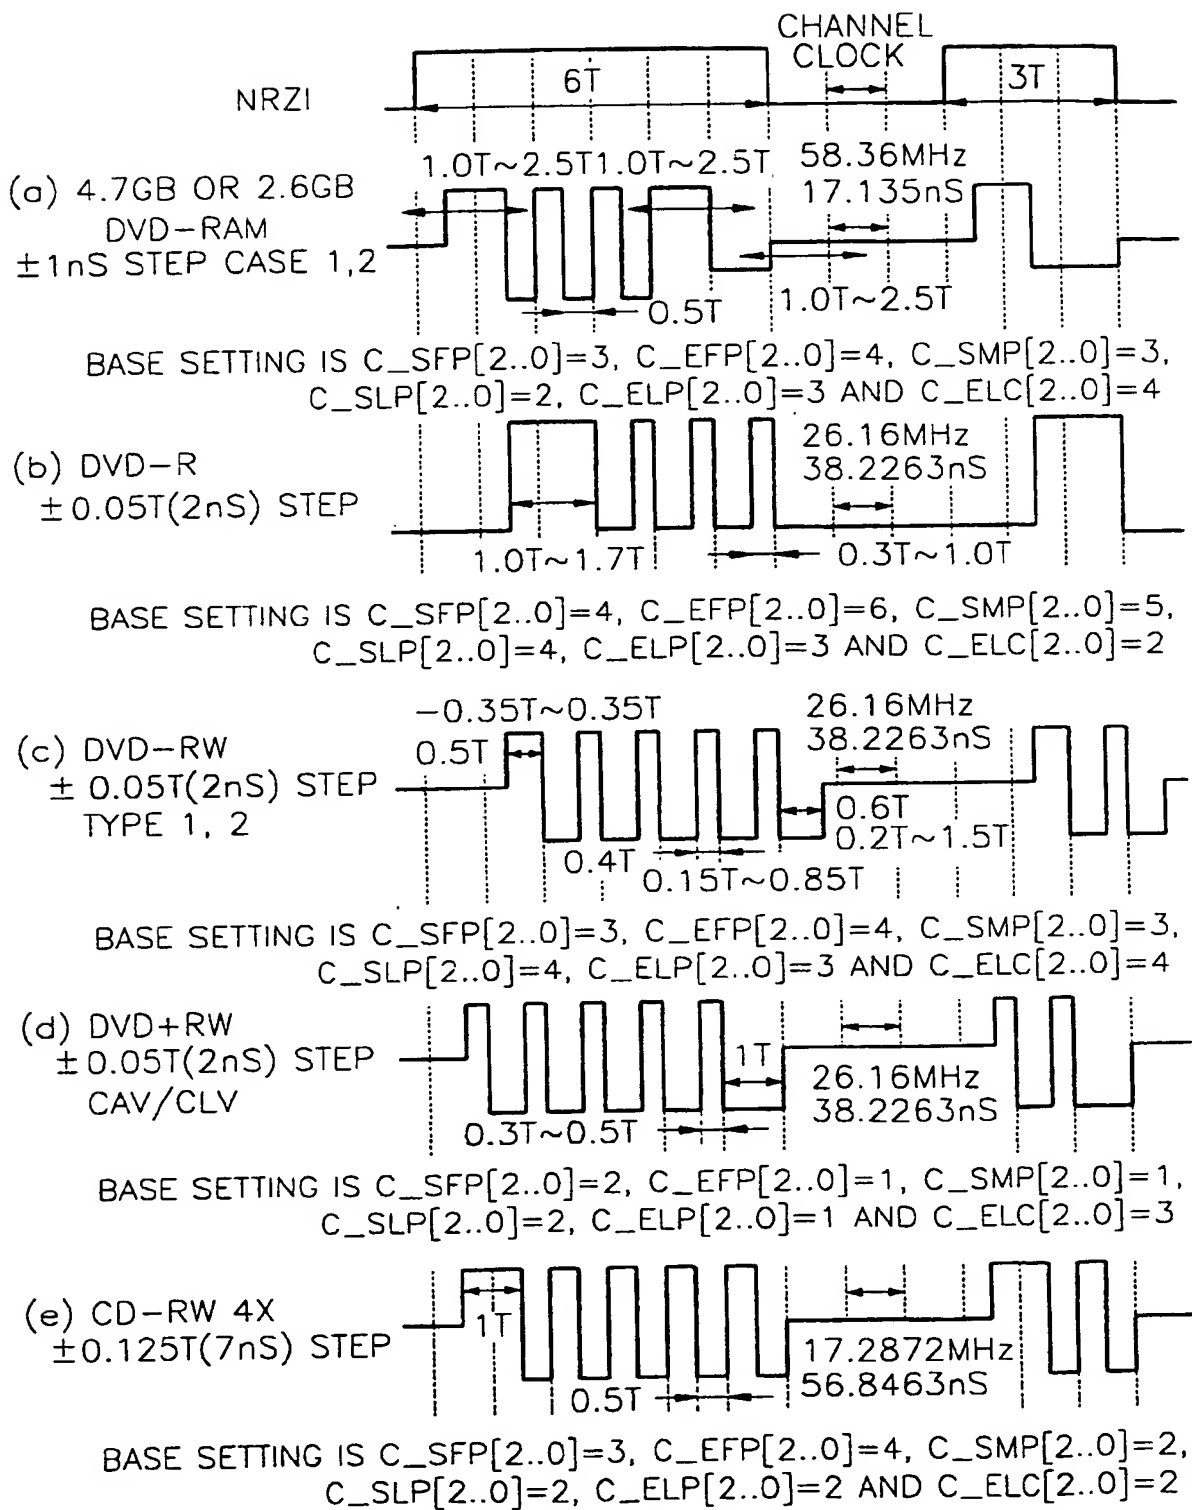 CHANNEL
CLOCK
NRZI
6T
3T
1.0T~2.5T
1.0T~2.5T
58.36MHz
17.135nS
(a) 4.7GB OR 2.6GB
DVD-RAM
±1nS STEP CASE 1,2
0.5T
1.0T~2.5T
BASE SETTING IS C_SFP[2..0]=3, C_EFP[2..0]=4, C_SMP[2..0]=3,
C_SLP[2..0]=2, C_ELP[2..0]=3 AND C_ELC[2..0]=4
(b) DVD-R
±0.05T(2nS) STEP
26.16MHz
38.2263nS
1.0T~1.7T
0.3T~1.0T
BASE SETTING IS C_SFP[2..0]=4, C_EFP[2..0]=6, C_SMP[2..0]=5,
C_SLP[2..0]=4, C_ELP[2..0]=3 AND C_ELC[2..0]=2
-0.35T~0.35T
0.5T
26.16MHz
38.2263nS
(c) DVD-RW
± 0.05T(2nS) STEP
TYPE 1, 2
0.6T
0.2T~1.5T
0.4T
0.15T~0.85T
BASE SETTING IS C_SFP[2..0]=3, C_EFP[2..0]=4, C_SMP[2..0]=3,
C_SLP[2..0]=4, C_ELP[2..0]=3 AND C_ELC[2..0]=4
(d) DVD+RW
±0.05T(2nS) STEP
CAV/CLV
1T
26.16MHz
38.2263nS
0.3T~0.5T
BASE SETTING IS C_SFP[2..0]=2, C_EFP[2..0]=1, C_SMP[2..0]=1,
C_SLP[2..0]=2, C_ELP[2..0]=1 AND C_ELC[2..0]=3
(e) CD-RW 4X
±0.125T(7nS) STEP
1T
17.2872MHz
56.8463nS
0.5T
BASE SETTING IS C_SFP[2..0]=3, C_EFP[2..0]=4, C_SMP[2..0]=2,
C_SLP[2..0]=2, C_ELP[2..0]=2 AND C_ELC[2..0]=2